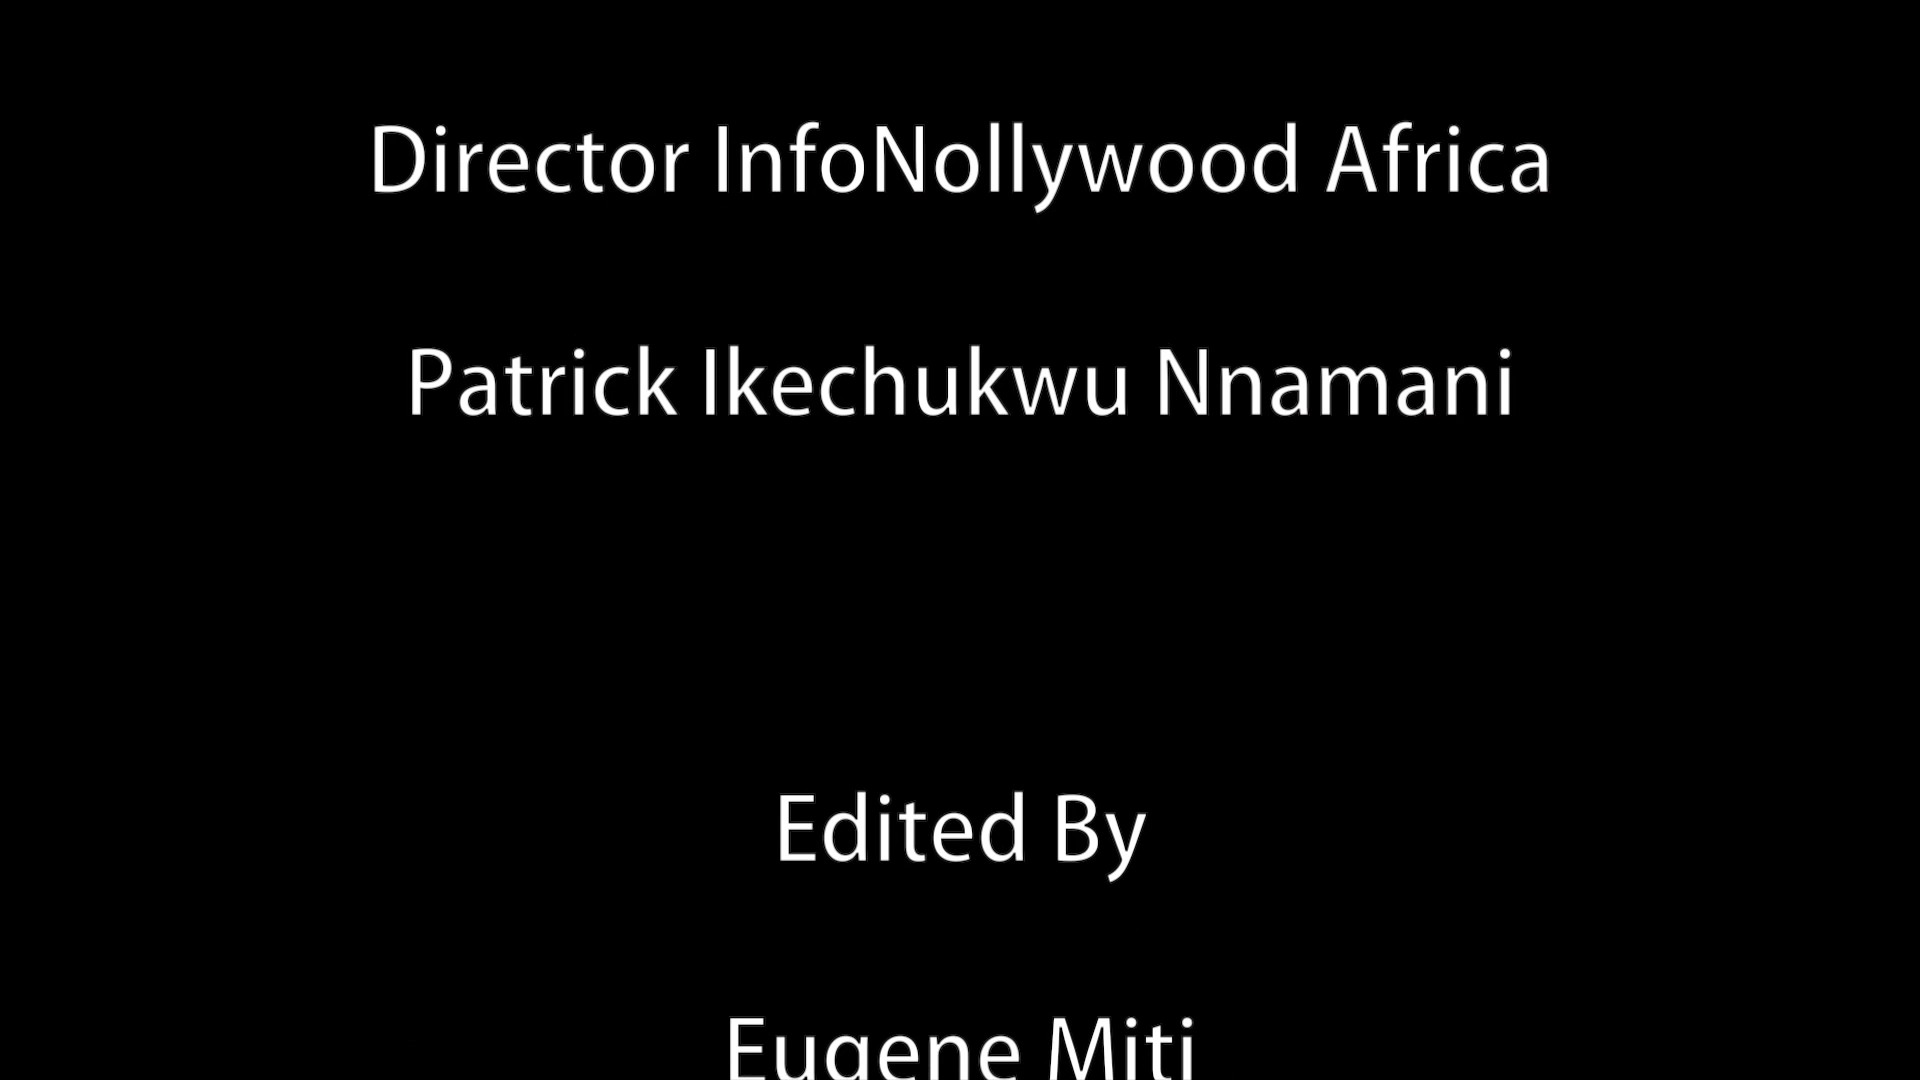 Director InfoNollywood Africa
Patrick Ikechukwu Nnamani
Edited By
Eugene Miti